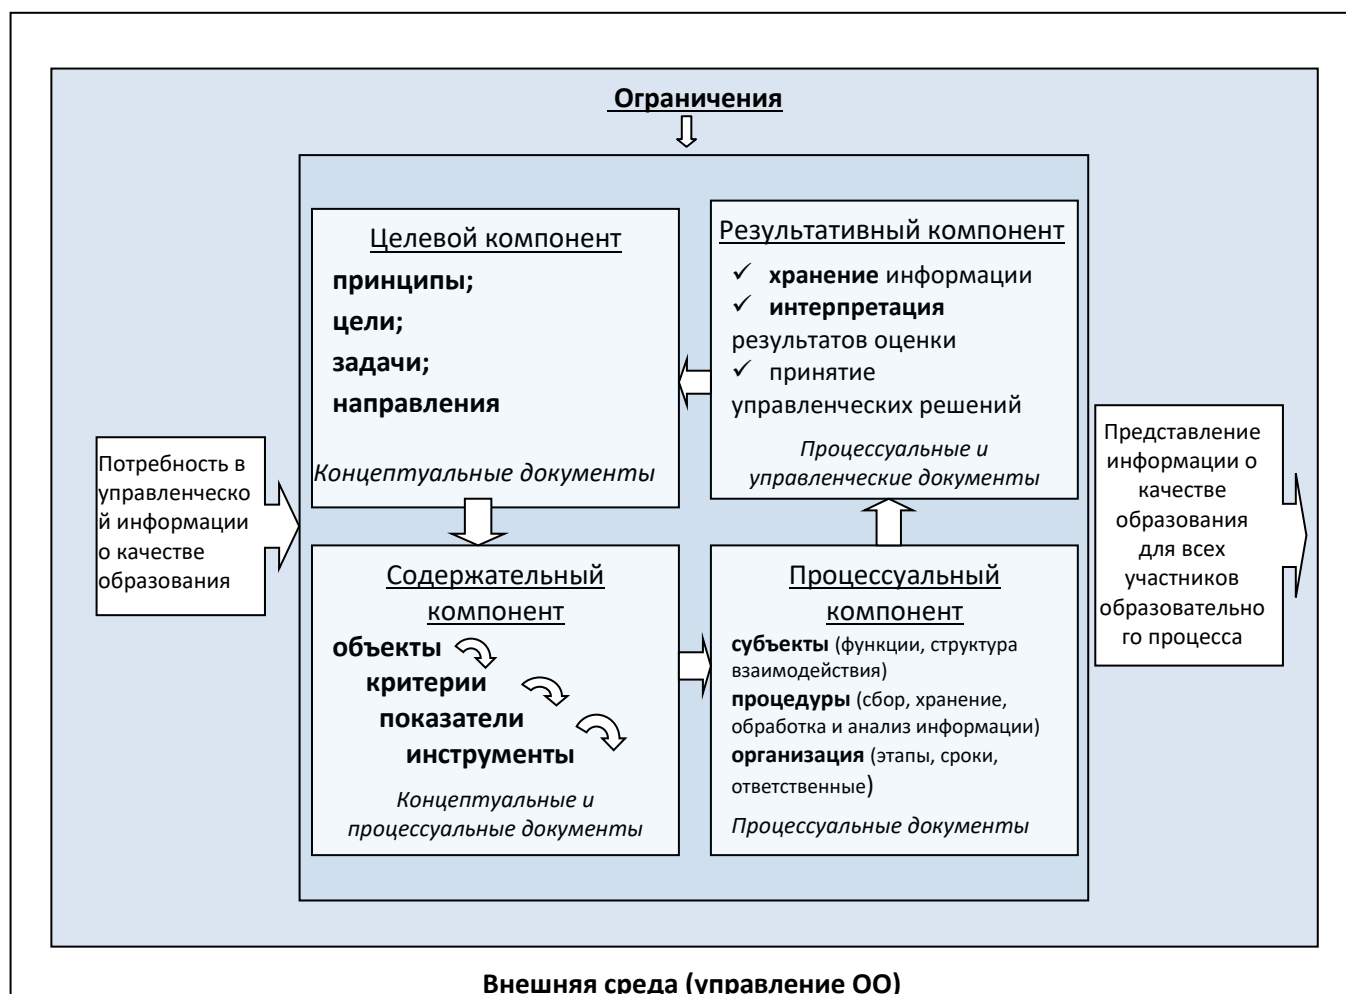 Ограничения
Целевой компонент
принципы;
цели;
задачи;
направления
Концептуальные документы
Результативный компонент
✓ хранение информации
✓ интерпретация
результатов оценки
✓ принятие
управленческих решений
Процессуальные и
управленческие документы
Потребность в
управленческо
й информации
о качестве
образования
Содержательный
компонент
объекты
критерии
показатели
инструменты
Концептуальные и
процессуальные документы
Процессуальный
компонент
субъекты (функции, структура
взаимодействия)
процедуры (сбор, хранение,
обработка и анализ информации)
организация (этапы, сроки,
ответственные)
Процессуальные документы
Представление
информации о
качестве
образования
для всех
участников
образовательно
го процесса
Внешняя среда (управление ОО)